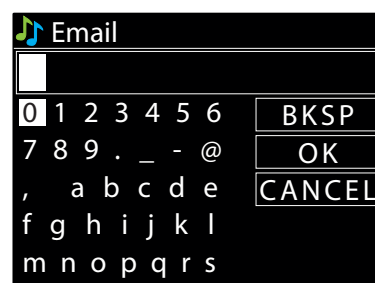 Email
0 1 2 3 4 5 6 BKSP
7 8 9 . _ - @ OK
, a b c d e CANCEL
f g h i j k l
m n o p q r s